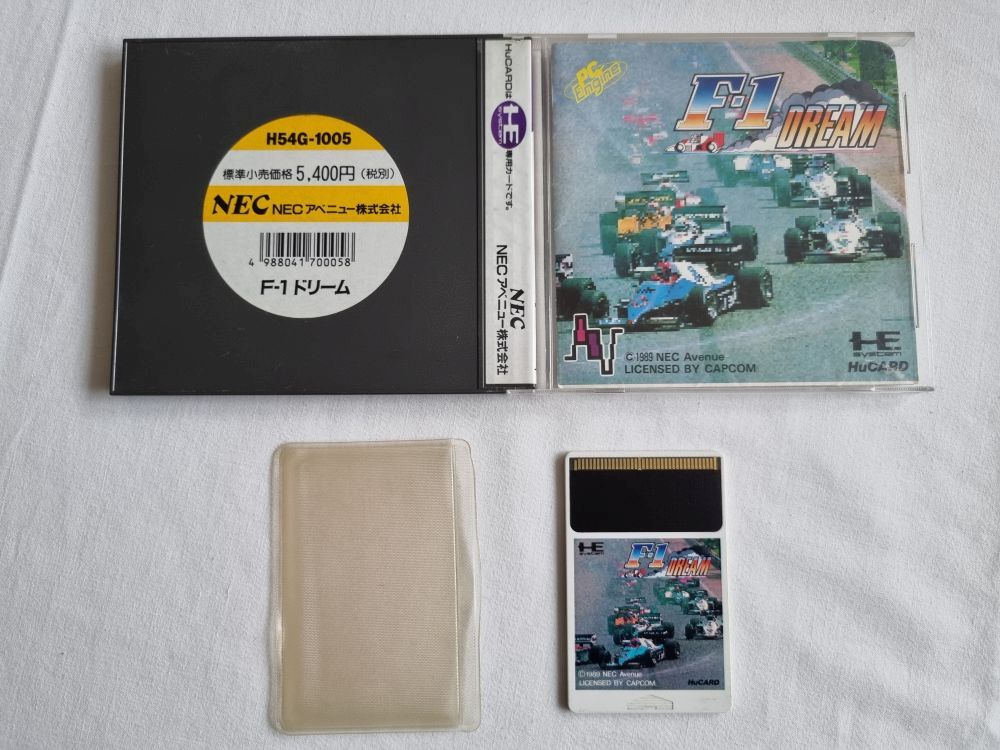 H54G-1005
標準小売価格 5,400円(税別)
NEC NECアベニュー株式会社
4 988041 700058
F-1ドリーム
HuCARDは HE SYSTEM 専用カードです。
NEC
NECアベニュー株式会社
PC Engine
F-1
DREAM
AV
©1989 NEC Avenue
LICENSED BY CAPCOM
HE
SYSTEM
HuCARD
HE
SYSTEM
F-1
DREAM
©1989 NEC Avenue
LICENSED BY CAPCOM
HuCARD